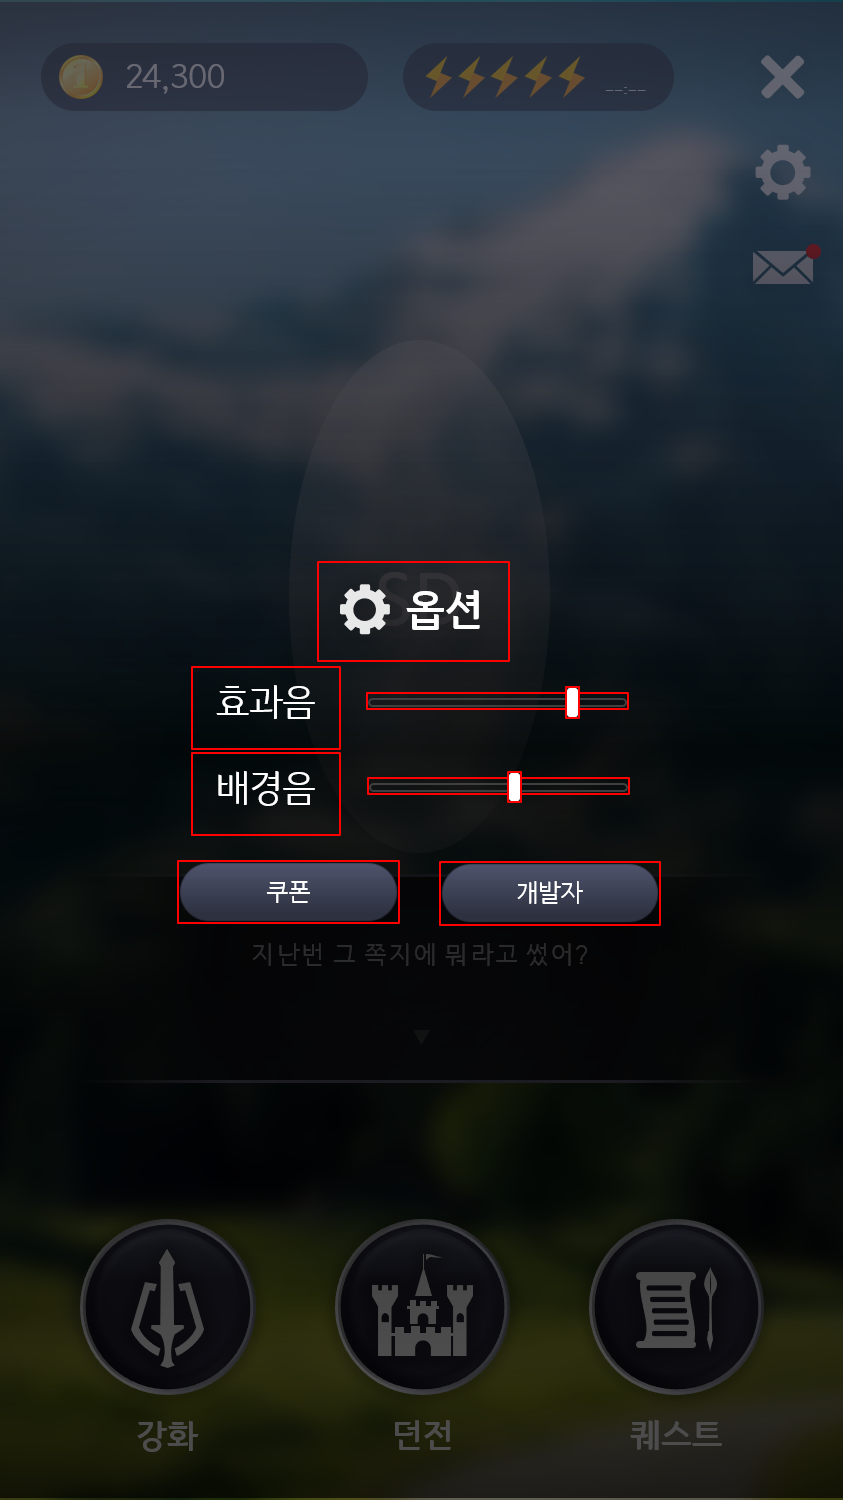 24,300
--:--
SD
옵션
효과음
배경음
쿠폰 개발자
지난번 그 쪽지에 뭐라고 썼어?
강화 던전 퀘스트